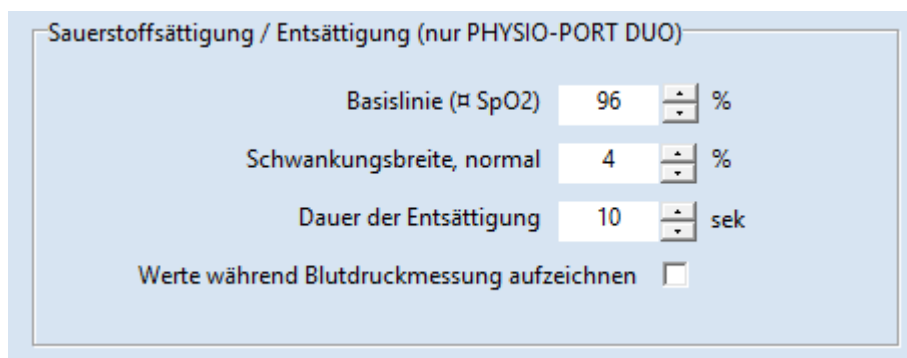 Sauerstoffsättigung / Entsättigung (nur PHYSIO-PORT DUO)
Basislinie (¤ SpO2) 96 %
Schwankungsbreite, normal 4 %
Dauer der Entsättigung 10 sek
Werte während Blutdruckmessung aufzeichnen